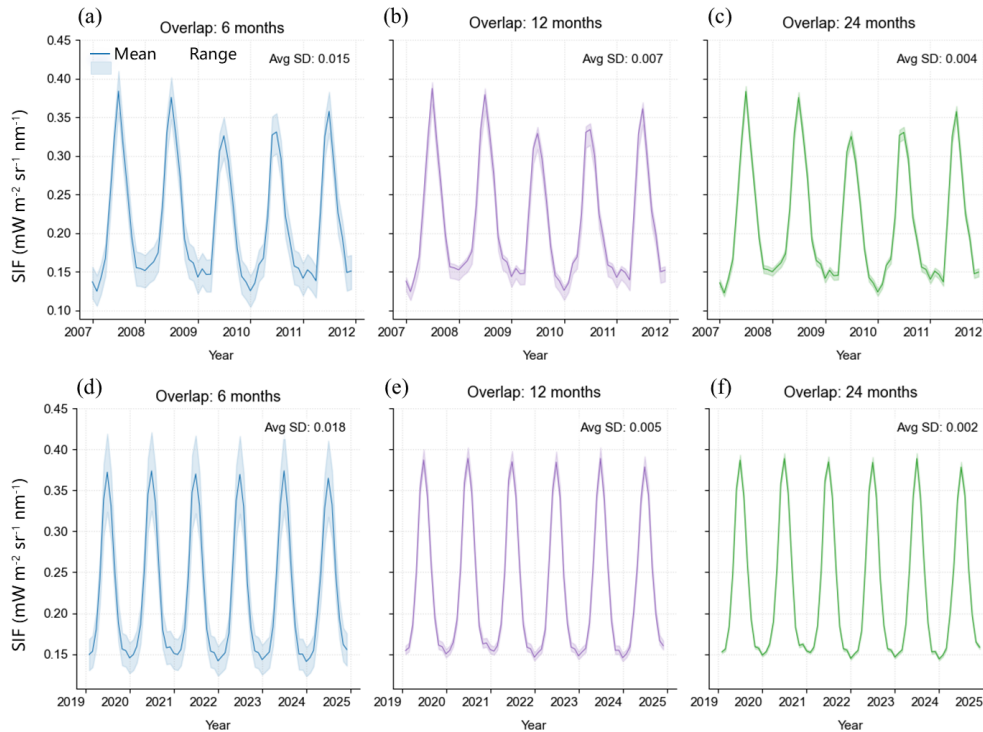 (a)
Overlap: 6 months
(b)
Overlap: 12 months
(c)
Overlap: 24 months
0.45
0.40
0.35
0.30
0.25
0.20
0.15
0.10
SIF (mW m⁻² sr⁻¹ nm⁻¹)
Mean Range
Avg SD: 0.015
Avg SD: 0.007
Avg SD: 0.004
2007 2008 2009 2010 2011 2012
Year
2007 2008 2009 2010 2011 2012
Year
2007 2008 2009 2010 2011 2012
Year
(d)
Overlap: 6 months
(e)
Overlap: 12 months
(f)
Overlap: 24 months
0.45
0.40
0.35
0.30
0.25
0.20
0.15
SIF (mW m⁻² sr⁻¹ nm⁻¹)
Avg SD: 0.018
Avg SD: 0.005
Avg SD: 0.002
2019 2020 2021 2022 2023 2024 2025
Year
2019 2020 2021 2022 2023 2024 2025
Year
2019 2020 2021 2022 2023 2024 2025
Year